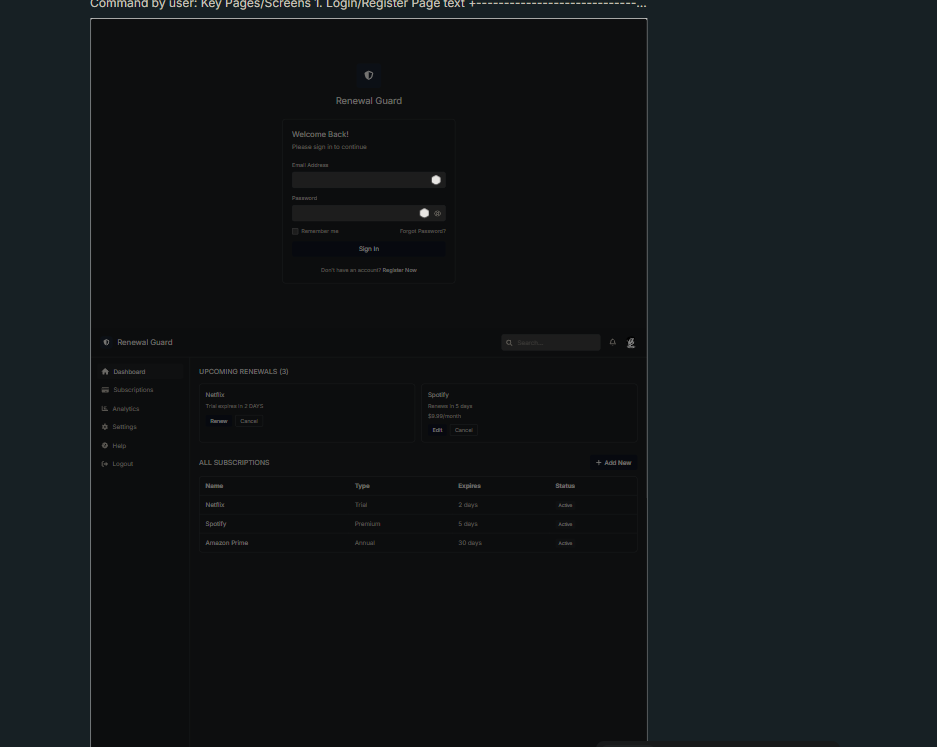 Command by user: Key Pages/Screens 1. Login/Register Page text +-----------------------------...
Renewal Guard
Welcome Back!
Please sign in to continue
Email Address
Password
Remember me Forgot Password?
Sign In
Don't have an account? Register Now
Renewal Guard Search...
Dashboard
Subscriptions
Analytics
Settings
Help
Logout
UPCOMING RENEWALS (3)
Netflix
Trial expires in 2 DAYS
Renew Cancel
Spotify
Renews in 5 days
$9.99/month
Edit Cancel
ALL SUBSCRIPTIONS + Add New
Name Type Expires Status
Netflix Trial 2 days Active
Spotify Premium 5 days Active
Amazon Prime Annual 30 days Active